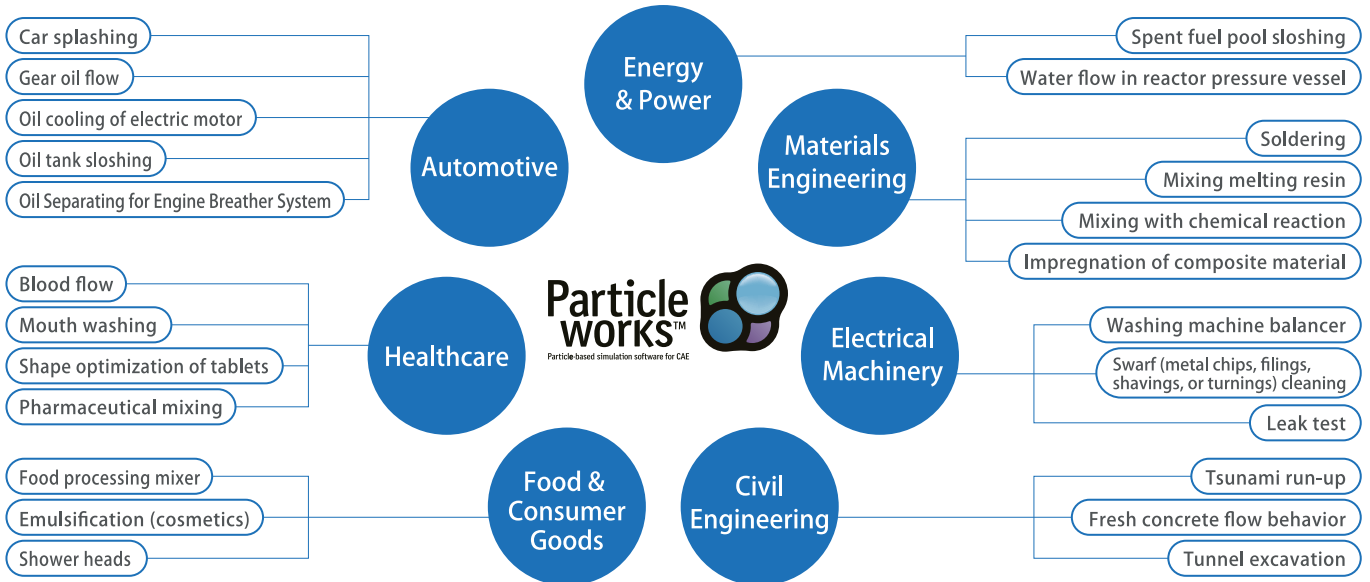 Car splashing
Gear oil flow
Oil cooling of electric motor
Oil tank sloshing
Oil Separating for Engine Breather System
Automotive
Energy
& Power
Spent fuel pool sloshing
Water flow in reactor pressure vessel
Materials
Engineering
Soldering
Mixing melting resin
Mixing with chemical reaction
Impregnation of composite material
Blood flow
Mouth washing
Shape optimization of tablets
Pharmaceutical mixing
Healthcare
Particle
works™
Particle-based simulation software for CAE
Electrical
Machinery
Washing machine balancer
Swarf (metal chips, filings,
shavings, or turnings) cleaning
Leak test
Food processing mixer
Emulsification (cosmetics)
Shower heads
Food &
Consumer
Goods
Civil
Engineering
Tsunami run-up
Fresh concrete flow behavior
Tunnel excavation